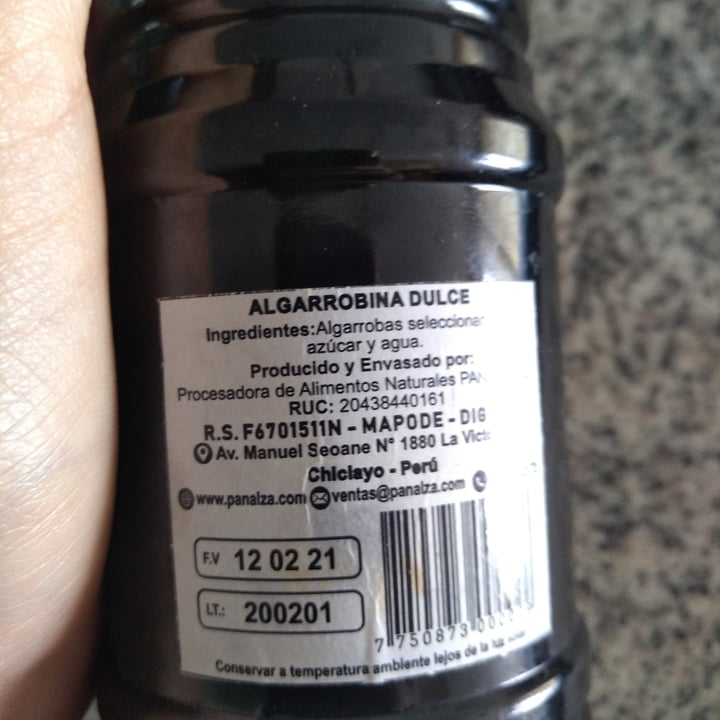 ALGARROBINA DULCE
Ingredientes: Algarrobas
azúcar y agua.
Producido y Envasado por:
Procesadora de Alimentos Naturales
RUC: 20438440161
R.S. F6701511N - MAPODE - DIG
Av. Manuel Seoane N° 1880 La
Chiclayo - Perú
www.panalza.com ventas@panalza.com
F.V 12 02 21
LT.: 200201
7 750873
Conservar a temperatura ambiente lejos de la luz